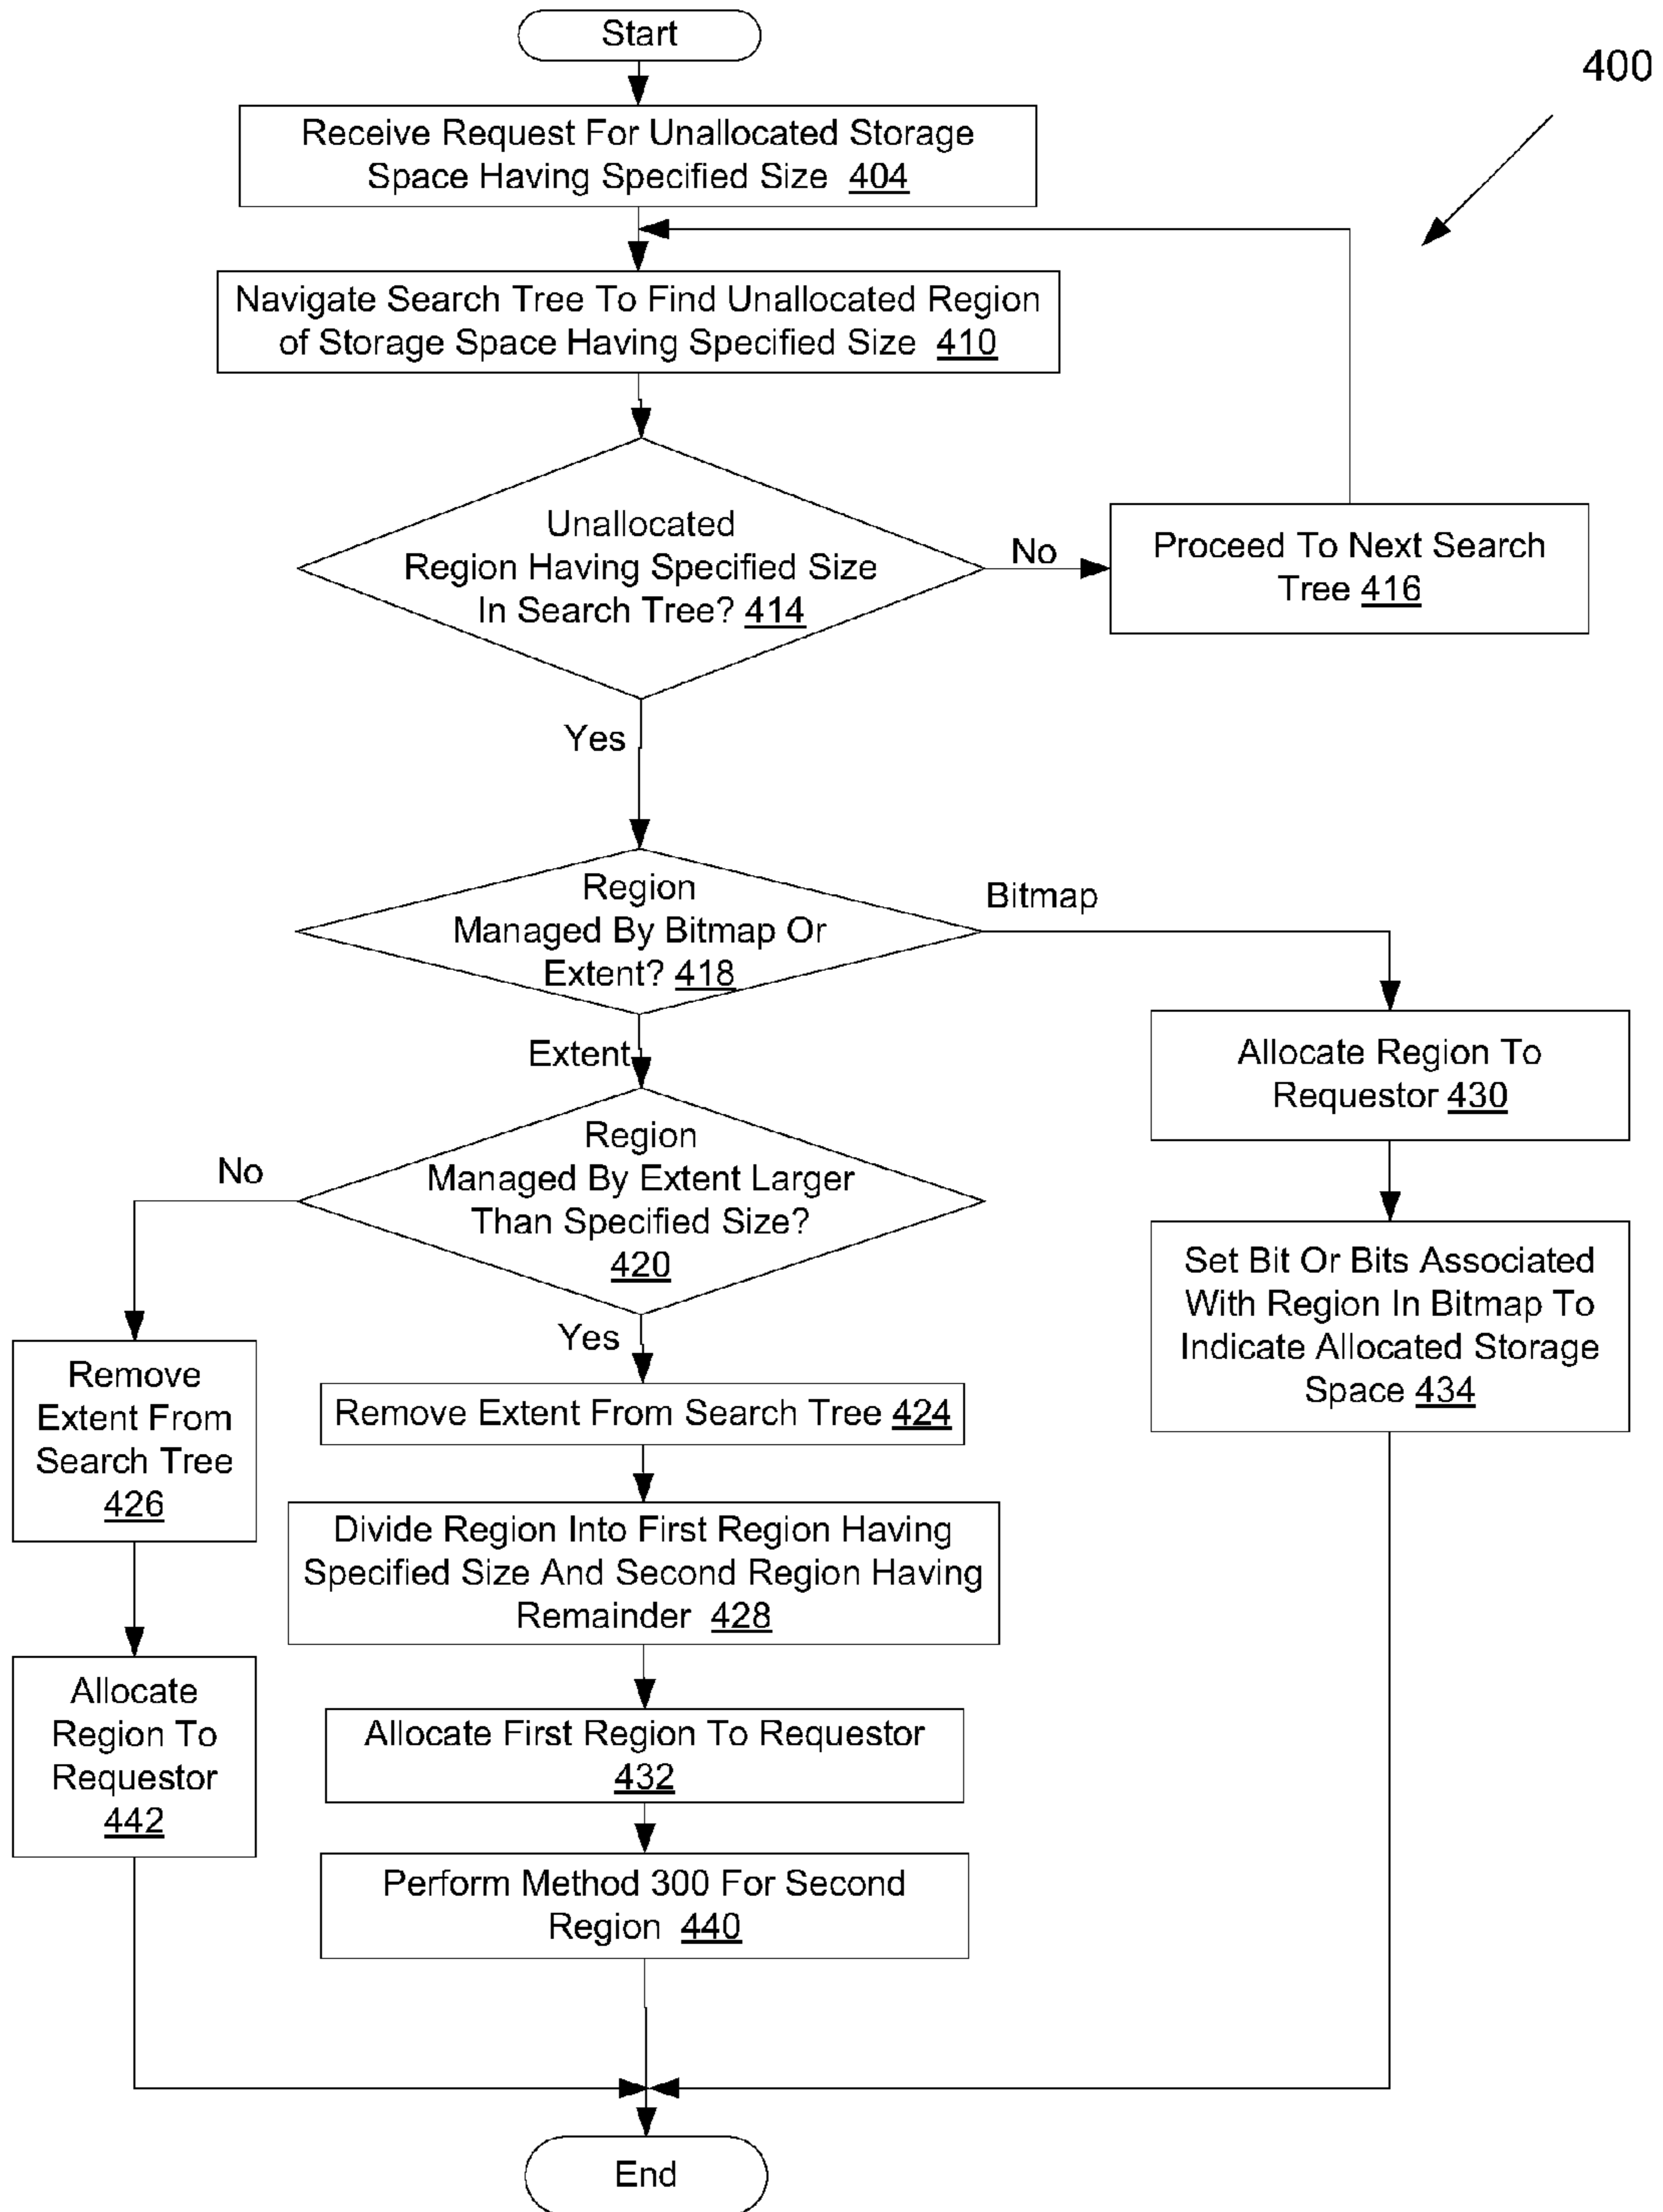 Start
400
Receive Request For Unallocated Storage
Space Having Specified Size 404
Navigate Search Tree To Find Unallocated Region
of Storage Space Having Specified Size 410
Unallocated
Region Having Specified Size
In Search Tree? 414
No
Proceed To Next Search
Tree 416
Yes
Region
Managed By Bitmap Or
Extent? 418
Bitmap
Extent
Allocate Region To
Requestor 430
Region
Managed By Extent Larger
Than Specified Size?
420
No
Yes
Set Bit Or Bits Associated
With Region In Bitmap To
Indicate Allocated Storage
Space 434
Remove
Extent From
Search Tree
426
Remove Extent From Search Tree 424
Divide Region Into First Region Having
Specified Size And Second Region Having
Remainder 428
Allocate
Region To
Requestor
442
Allocate First Region To Requestor
432
Perform Method 300 For Second
Region 440
End